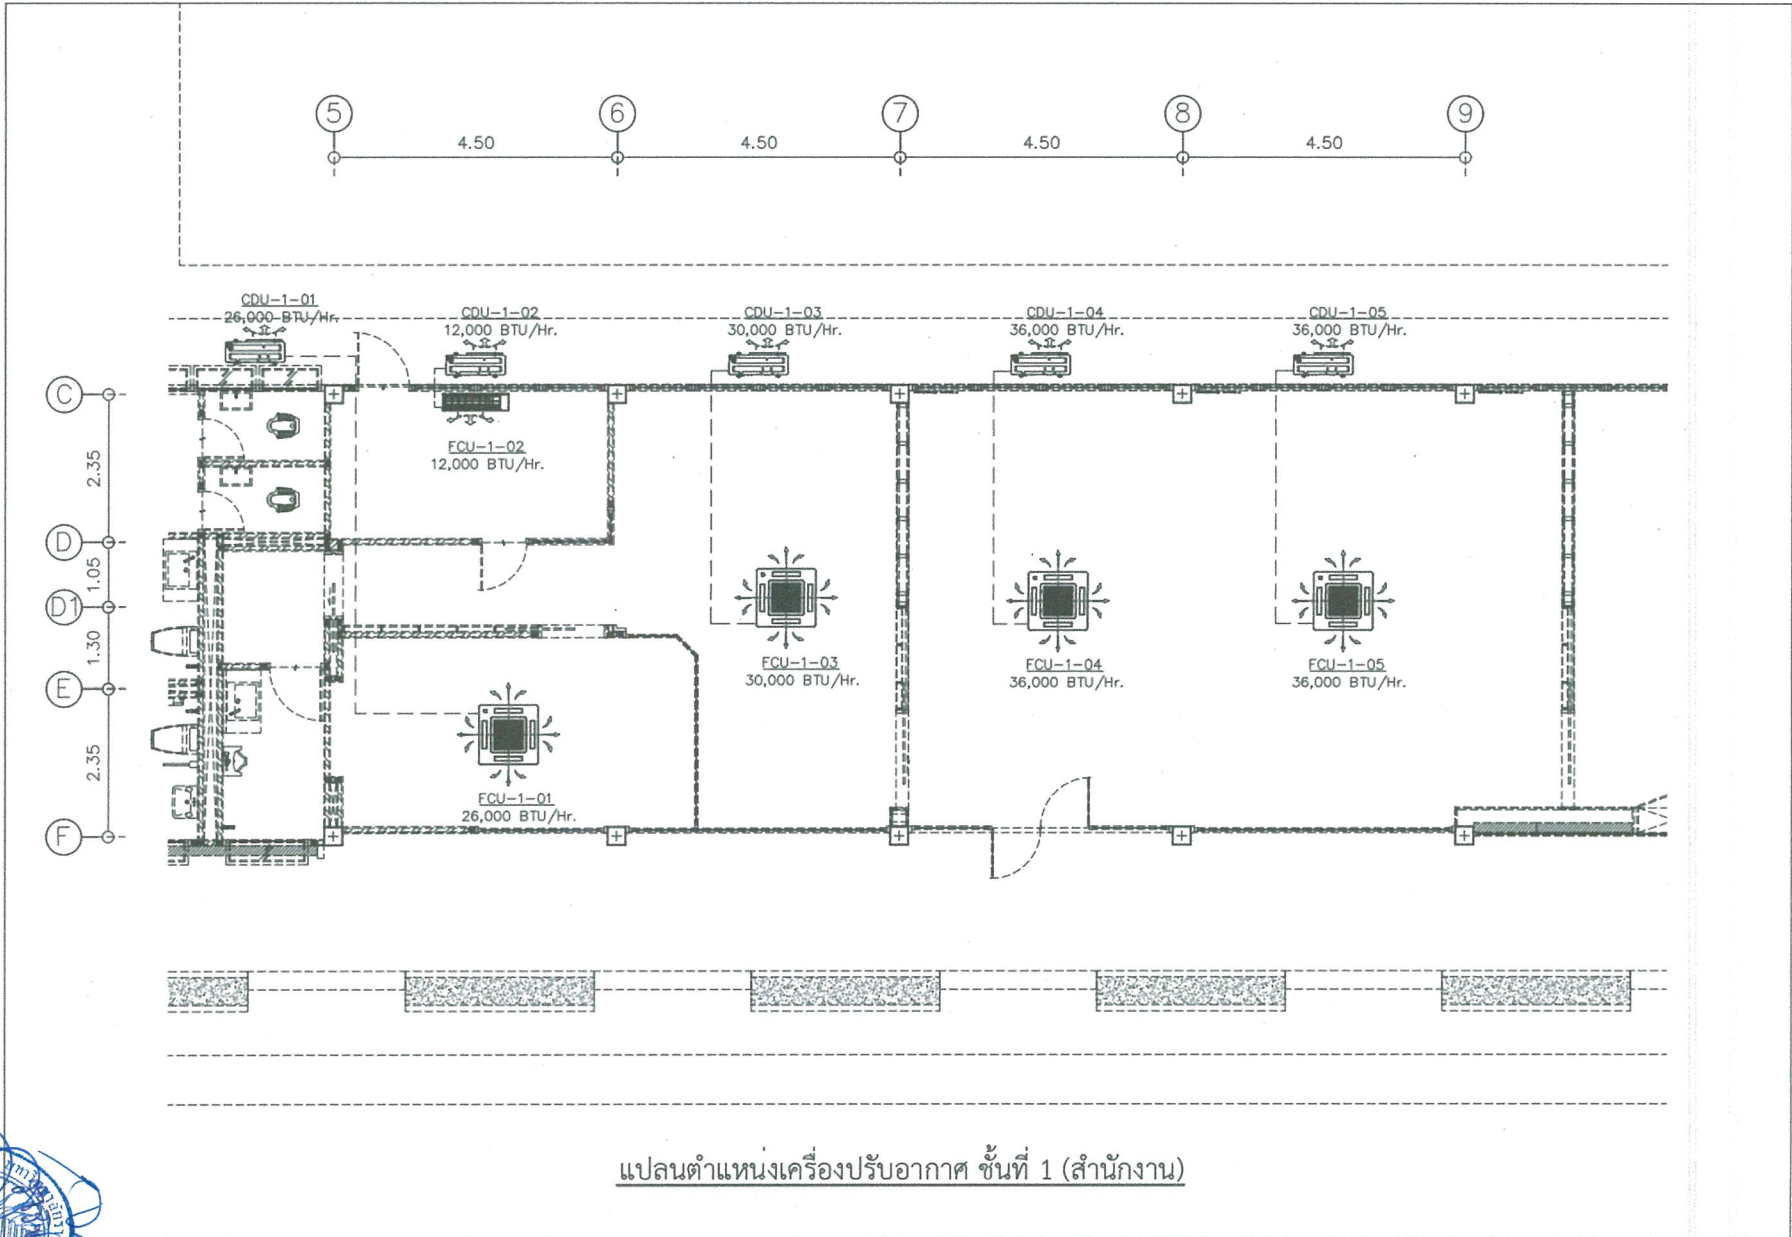 5 6 7 8 9
4.50 4.50 4.50 4.50
CDU-1-01
26,000 BTU/Hr.
CDU-1-02
12,000 BTU/Hr.
CDU-1-03
30,000 BTU/Hr.
CDU-1-04
36,000 BTU/Hr.
CDU-1-05
36,000 BTU/Hr.
C
2.35
D
1.05
D1
1.30
E
2.35
F
FCU-1-02
12,000 BTU/Hr.
FCU-1-03
30,000 BTU/Hr.
FCU-1-04
36,000 BTU/Hr.
FCU-1-05
36,000 BTU/Hr.
FCU-1-01
26,000 BTU/Hr.
แปลนตำแหน่งเครื่องปรับอากาศ ชั้นที่ 1 (สำนักงาน)